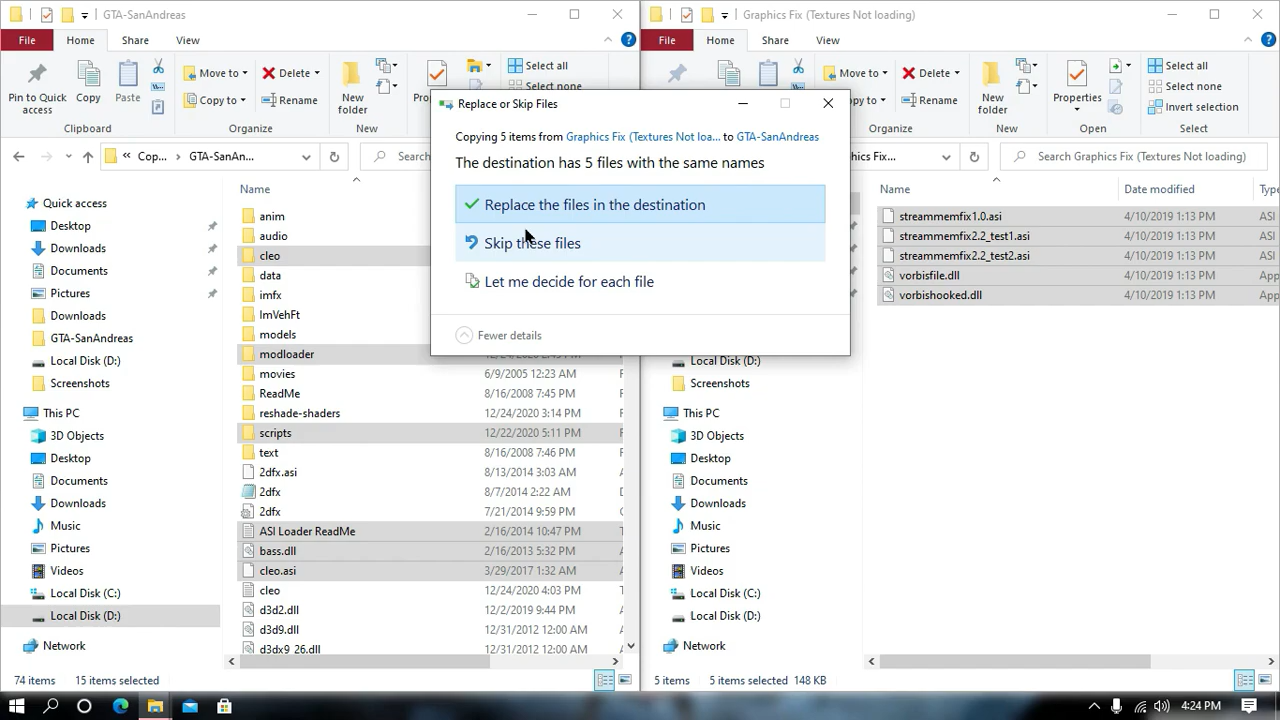 GTA-SanAndreas
File
Home
Share
View
Pin to Quick access
Copy
Paste
Clipboard
Move to
Copy to
Delete
Rename
Organize
New folder
New
Select all
Select none
Graphics Fix (Textures Not loading)
File
Home
Share
View
Move to
Copy to
Delete
Rename
Organize
New folder
New
Properties
Open
Select all
Select none
Invert selection
Select
Replace or Skip Files
Copying 5 items from Graphics Fix (Textures Not loa... to GTA-SanAndreas
The destination has 5 files with the same names
Replace the files in the destination
Skip these files
Let me decide for each file
Fewer details
« Cop... › GTA-SanAn...
Fix...
Search Graphics Fix (Textures Not loading)
Quick access
Desktop
Downloads
Documents
Pictures
Downloads
GTA-SanAndreas
Local Disk (D:)
Screenshots
This PC
3D Objects
Desktop
Documents
Downloads
Music
Pictures
Videos
Local Disk (C:)
Local Disk (D:)
Network
Name
anim
audio
cleo
data
imfx
ImVehFt
models
modloader
movies 6/9/2005 12:23 AM
ReadMe 8/16/2008 7:45 PM
reshade-shaders 12/24/2020 3:14 PM
scripts 12/22/2020 5:11 PM
text 8/16/2008 7:46 PM
2dfx.asi 8/13/2014 3:03 AM
2dfx 8/7/2014 2:22 AM
2dfx 7/21/2014 9:59 PM
ASI Loader ReadMe 2/16/2014 10:47 PM
bass.dll 2/16/2013 5:32 PM
cleo.asi 3/29/2017 1:32 AM
cleo 12/24/2020 4:03 PM
d3d2.dll 12/2/2019 9:44 PM
d3d9.dll 12/31/2012 12:00 AM
d3dx9_26.dll 12/31/2012 12:00 AM
Local Disk (D:)
Screenshots
This PC
3D Objects
Desktop
Documents
Downloads
Music
Pictures
Videos
Local Disk (C:)
Local Disk (D:)
Network
Name Date modified Type
streammemfix1.0.asi 4/10/2019 1:13 PM
streammemfix2.2_test1.asi 4/10/2019 1:13 PM
streammemfix2.2_test2.asi 4/10/2019 1:13 PM
vorbisfile.dll 4/10/2019 1:13 PM App
vorbishooked.dll 4/10/2019 1:13 PM App
74 items 15 items selected
5 items 5 items selected 148 KB
4:24 PM